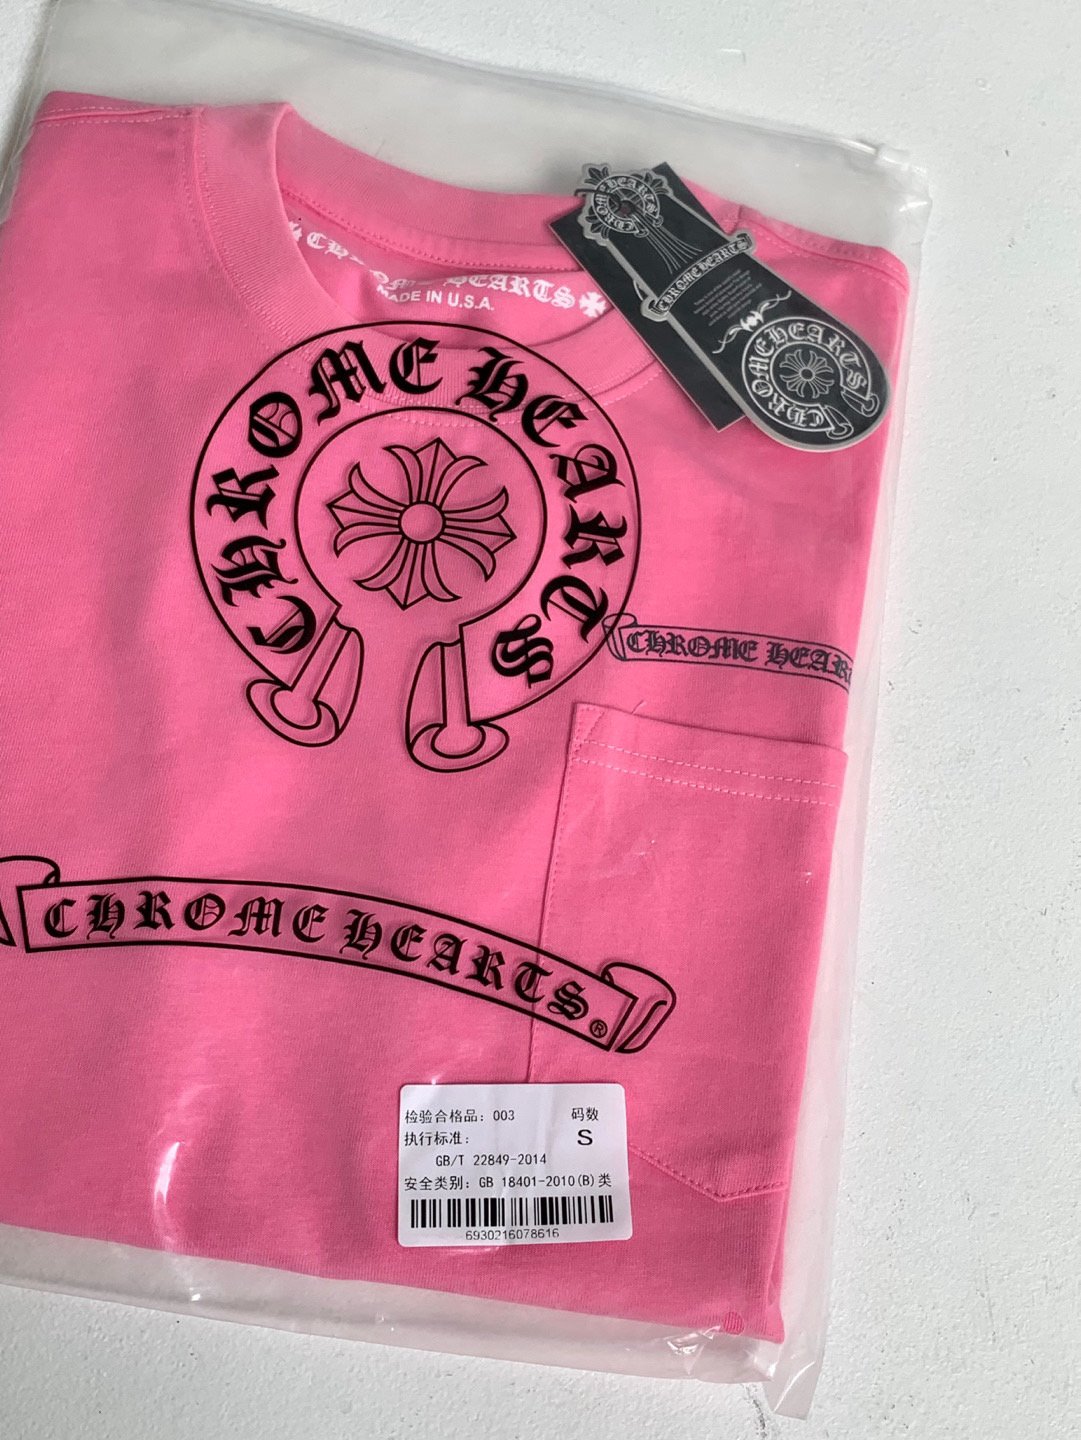 CHROME HEARTS
MADE IN U.S.A.
CHROME HEARTS
CHROME HEARTS
CHROME HEARTS
CHROME HEARTS
CHROME HEAR
CHROME HEARTS®
检验合格品：003 码数
执行标准： S
GB/T 22849-2014
安全类别：GB 18401-2010(B)类
6930216078616